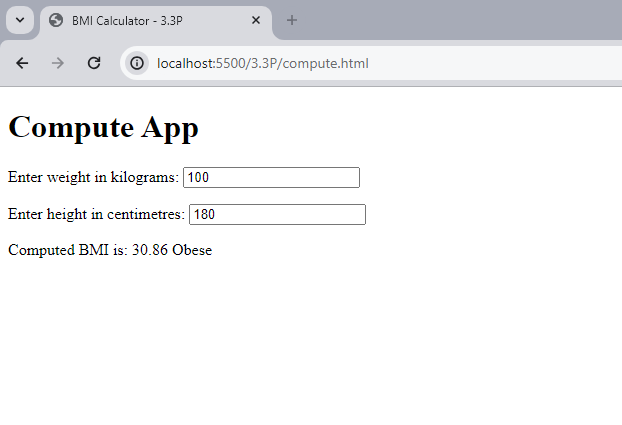 BMI Calculator - 3.3P
localhost:5500/3.3P/compute.html
Compute App
Enter weight in kilograms: 100
Enter height in centimetres: 180
Computed BMI is: 30.86 Obese